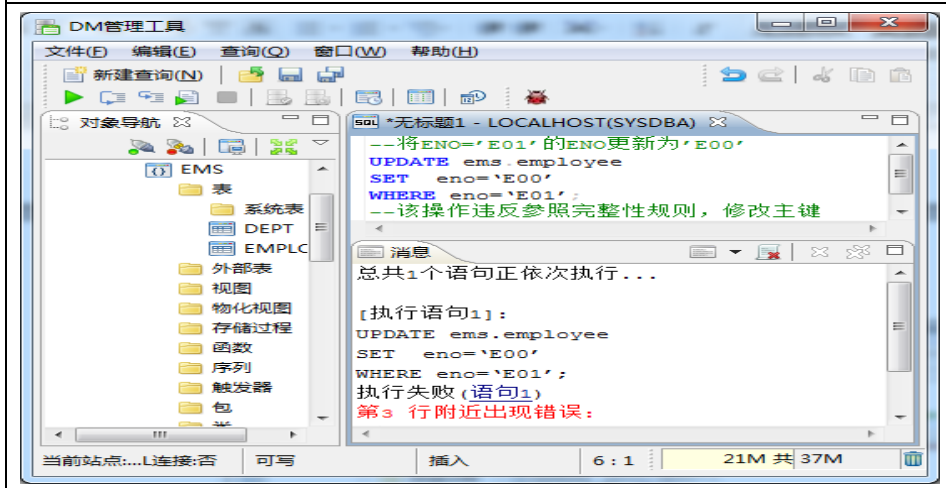 DM管理工具
文件(F) 编辑(E) 查询(Q) 窗口(W) 帮助(H)
新建查询(N)
对象导航
EMS
表
系统表
DEPT
EMPLC
外部表
视图
物化视图
存储过程
函数
序列
触发器
包
*无标题1 - LOCALHOST(SYSDBA)
--将ENO='E01'的ENO更新为'E00'
UPDATE ems.employee
SET eno=‘E00’
WHERE eno=‘E01’;
--该操作违反参照完整性规则，修改主键
消息
总共1个语句正依次执行...
[执行语句1]：
UPDATE ems.employee
SET eno=‘E00’
WHERE eno=‘E01’;
执行失败(语句1)
第3 行附近出现错误:
当前站点:...L连接:否 可写 插入 6 : 1 21M 共 37M